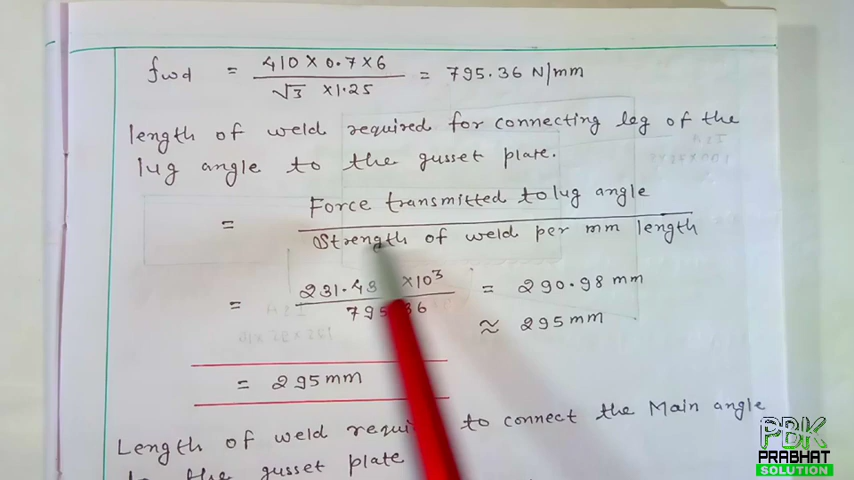 fwd = 410 × 0.7 × 6 / √3 × 1.25 = 795.36 N/mm
length of weld required for connecting leg of the
lug angle to the gusset plate.
= Force transmitted to lug angle / Strength of weld per mm length
= 231.43 × 10³ / 795.36 = 290.98 mm
≈ 295 mm
= 295 mm
Length of weld to connect the Main angle
the gusset plate
PBK
PRABHAT
SOLUTION